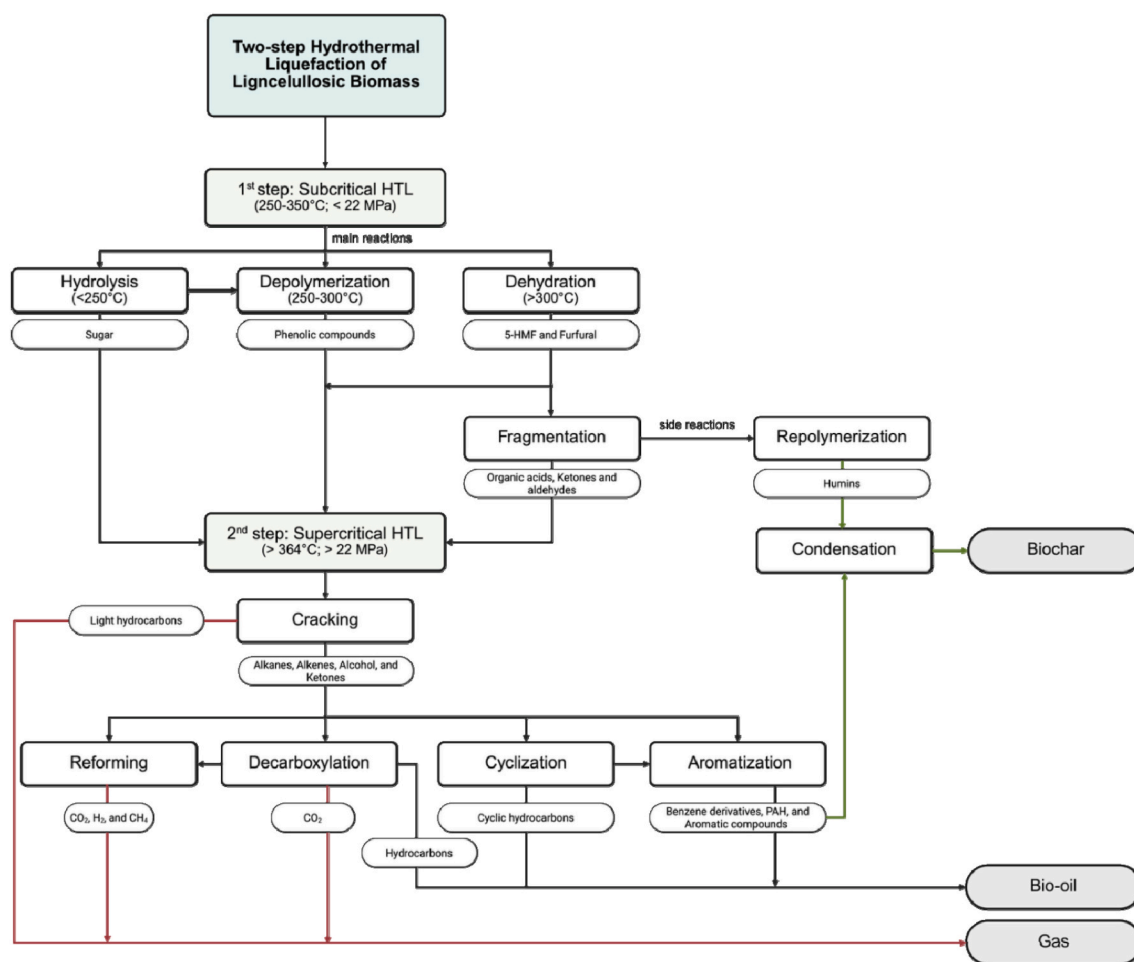 Two-step Hydrothermal
Liquefaction of
Ligncelullosic Biomass
1st step: Subcritical HTL
(250-350°C; < 22 MPa)
main reactions
Hydrolysis
(<250°C)
Depolymerization
(250-300°C)
Dehydration
(>300°C)
Sugar
Phenolic compounds
5-HMF and Furfural
Fragmentation
side reactions
Repolymerization
Organic acids, Ketones and
aldehydes
Humins
2nd step: Supercritical HTL
(> 364°C; > 22 MPa)
Condensation
Biochar
Light hydrocarbons
Cracking
Alkanes, Alkenes, Alcohol, and
Ketones
Reforming
Decarboxylation
Cyclization
Aromatization
CO₂, H₂, and CH₄
CO₂
Cyclic hydrocarbons
Benzene derivatives, PAH, and
Aromatic compounds
Hydrocarbons
Bio-oil
Gas